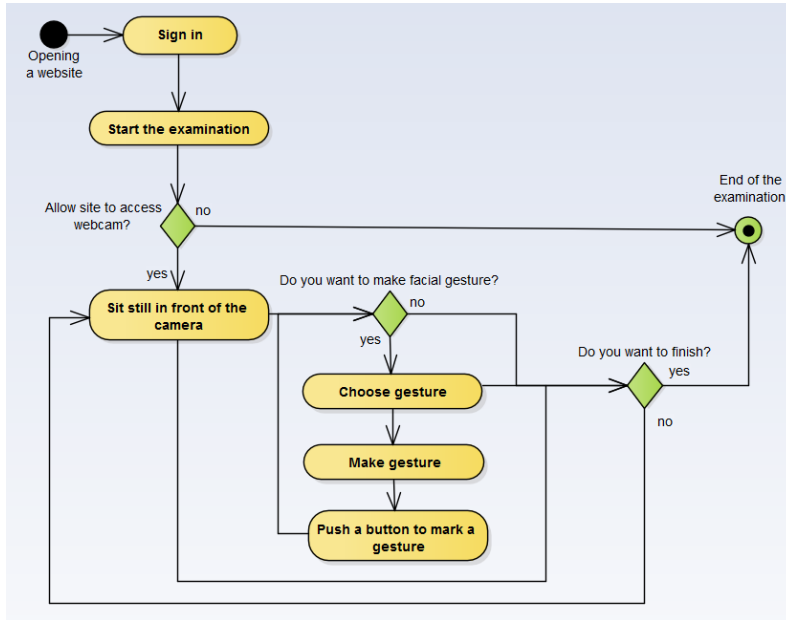 Sign in
Opening
a website
Start the examination
End of the
examination
Allow site to access
webcam?
no
yes
Do you want to make facial gesture?
Sit still in front of the
camera
no
yes
Do you want to finish?
yes
Choose gesture
no
Make gesture
Push a button to mark a
gesture